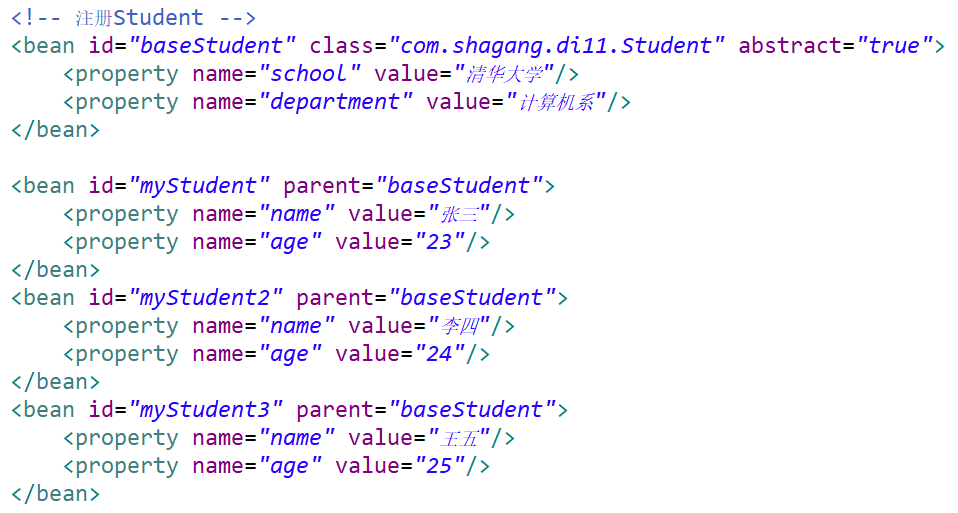 <!-- 注册Student -->
<bean id="baseStudent" class="com.shagang.di11.Student" abstract="true">
    <property name="school" value="清华大学"/>
    <property name="department" value="计算机系"/>
</bean>

<bean id="myStudent" parent="baseStudent">
    <property name="name" value="张三"/>
    <property name="age" value="23"/>
</bean>
<bean id="myStudent2" parent="baseStudent">
    <property name="name" value="李四"/>
    <property name="age" value="24"/>
</bean>
<bean id="myStudent3" parent="baseStudent">
    <property name="name" value="王五"/>
    <property name="age" value="25"/>
</bean>